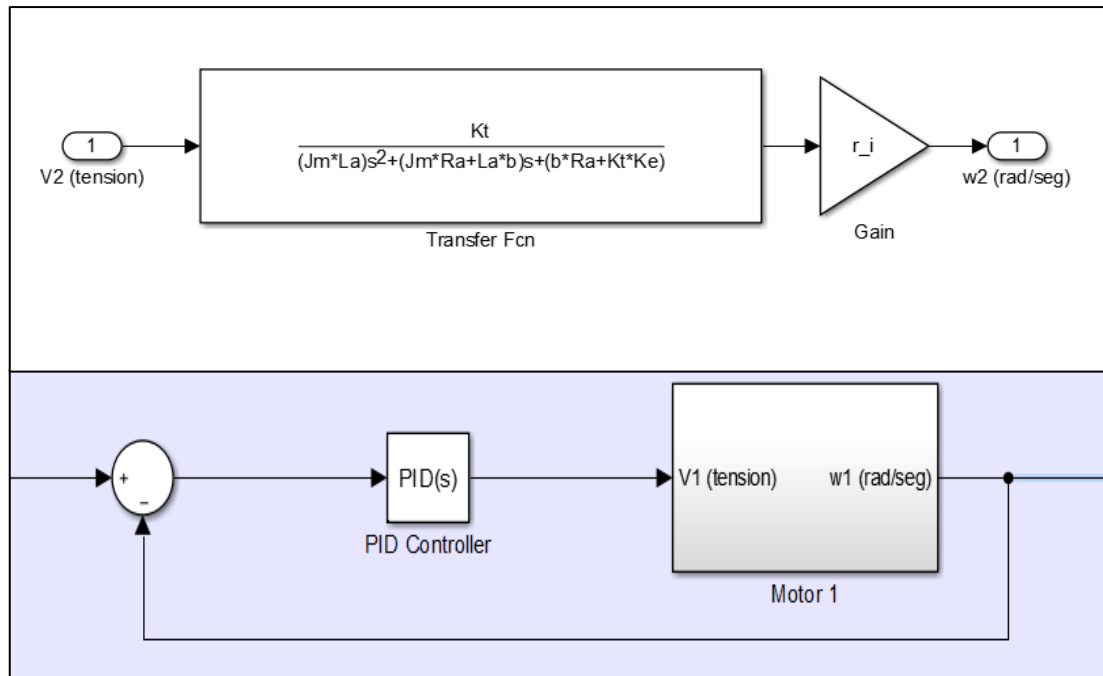 Kt
(Jm*La)s²+(Jm*Ra+La*b)s+(b*Ra+Kt*Ke)
1
V2 (tension)
Transfer Fcn
r_i
Gain
1
w2 (rad/seg)
+
−
PID(s)
PID Controller
V1 (tension)
w1 (rad/seg)
Motor 1